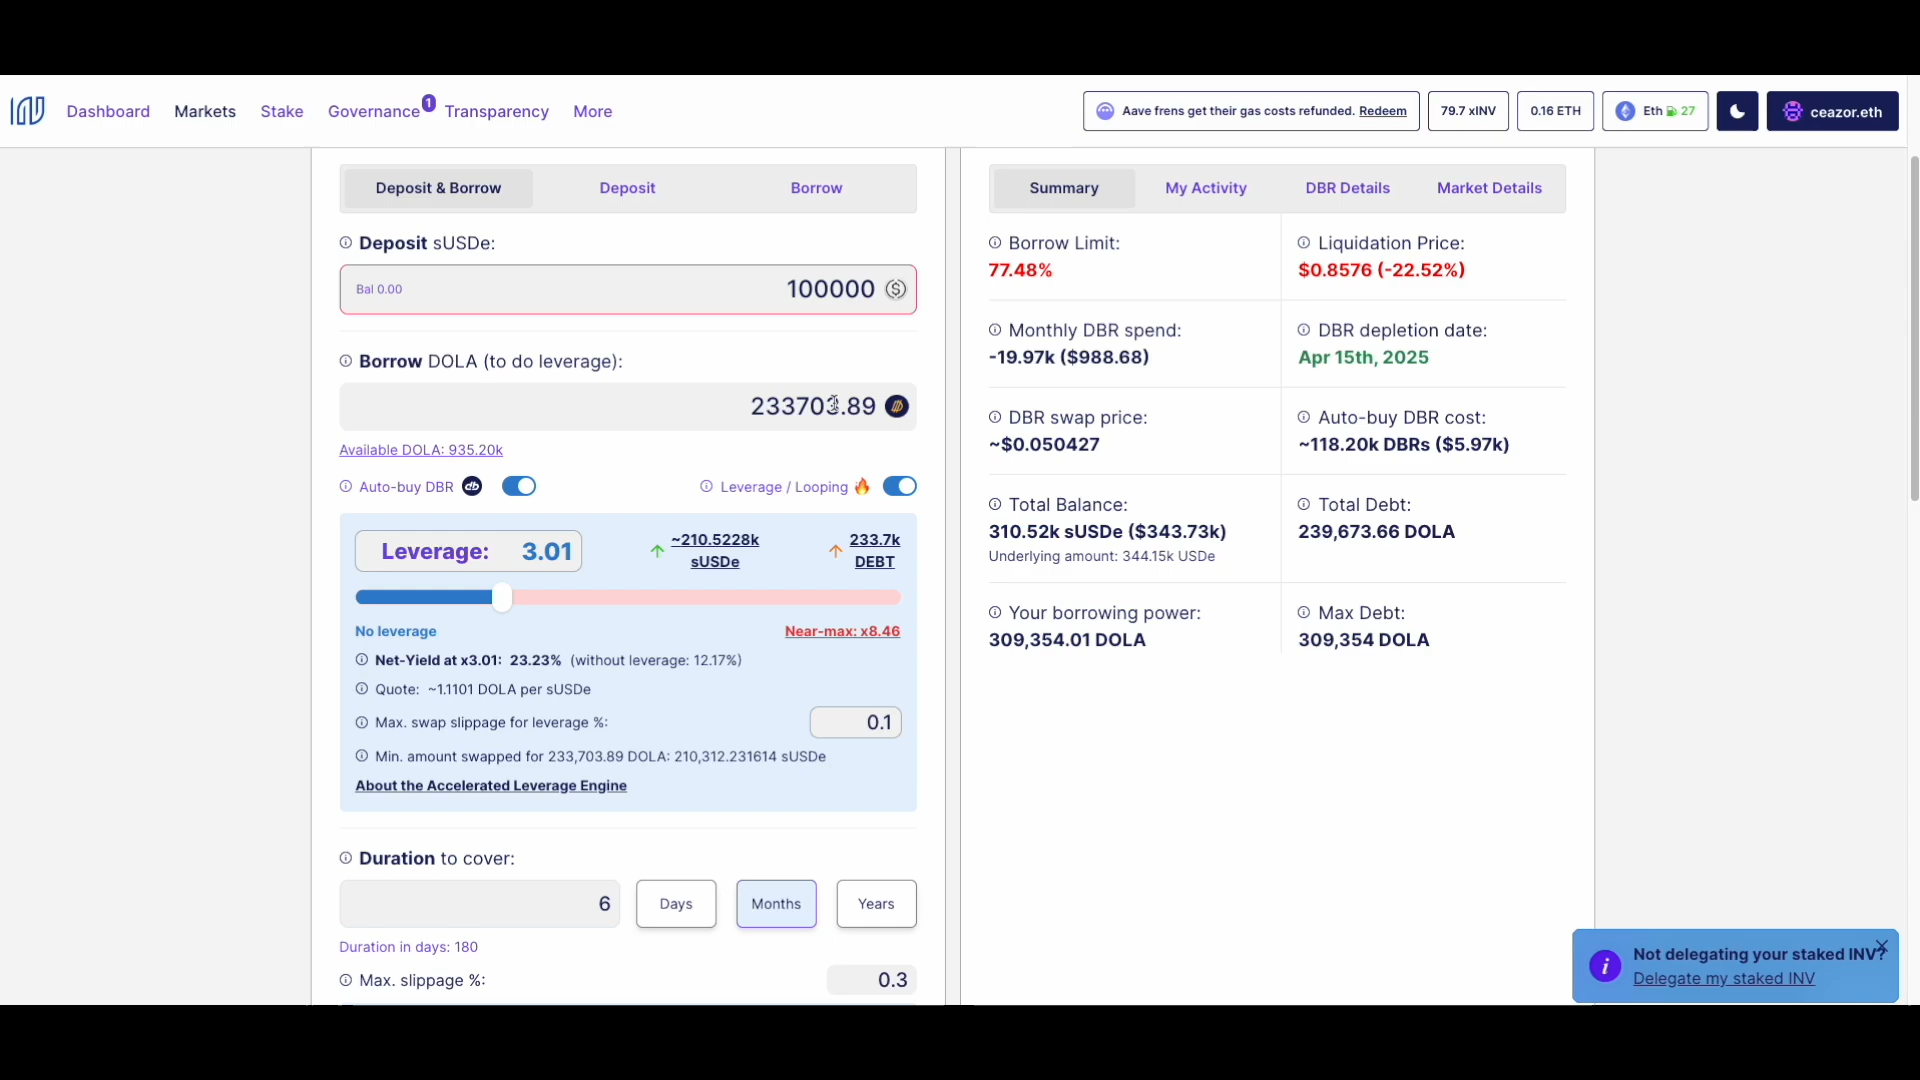 Dashboard Markets Stake Governance 1 Transparency More
Aave frens get their gas costs refunded. Redeem 79.7 xINV 0.16 ETH Eth 27 ceazor.eth
Deposit & Borrow Deposit Borrow
Deposit sUSDe:
Bal 0.00 100000
Borrow DOLA (to do leverage):
233703.89
Available DOLA: 935.20k
Auto-buy DBR Leverage / Looping 🔥
Leverage: 3.01
~210.5228k sUSDe
233.7k DEBT
No leverage Near-max: x8.46
Net-Yield at x3.01: 23.23% (without leverage: 12.17%)
Quote: ~1.1101 DOLA per sUSDe
Max. swap slippage for leverage %: 0.1
Min. amount swapped for 233,703.89 DOLA: 210,312.231614 sUSDe
About the Accelerated Leverage Engine
Duration to cover:
6 Days Months Years
Duration in days: 180
Max. slippage %: 0.3
Summary My Activity DBR Details Market Details
Borrow Limit: Liquidation Price:
77.48% $0.8576 (-22.52%)
Monthly DBR spend: DBR depletion date:
-19.97k ($988.68) Apr 15th, 2025
DBR swap price: Auto-buy DBR cost:
~$0.050427 ~118.20k DBRs ($5.97k)
Total Balance: Total Debt:
310.52k sUSDe ($343.73k) 239,673.66 DOLA
Underlying amount: 344.15k USDe
Your borrowing power: Max Debt:
309,354.01 DOLA 309,354 DOLA
Not delegating your staked INV?
Delegate my staked INV